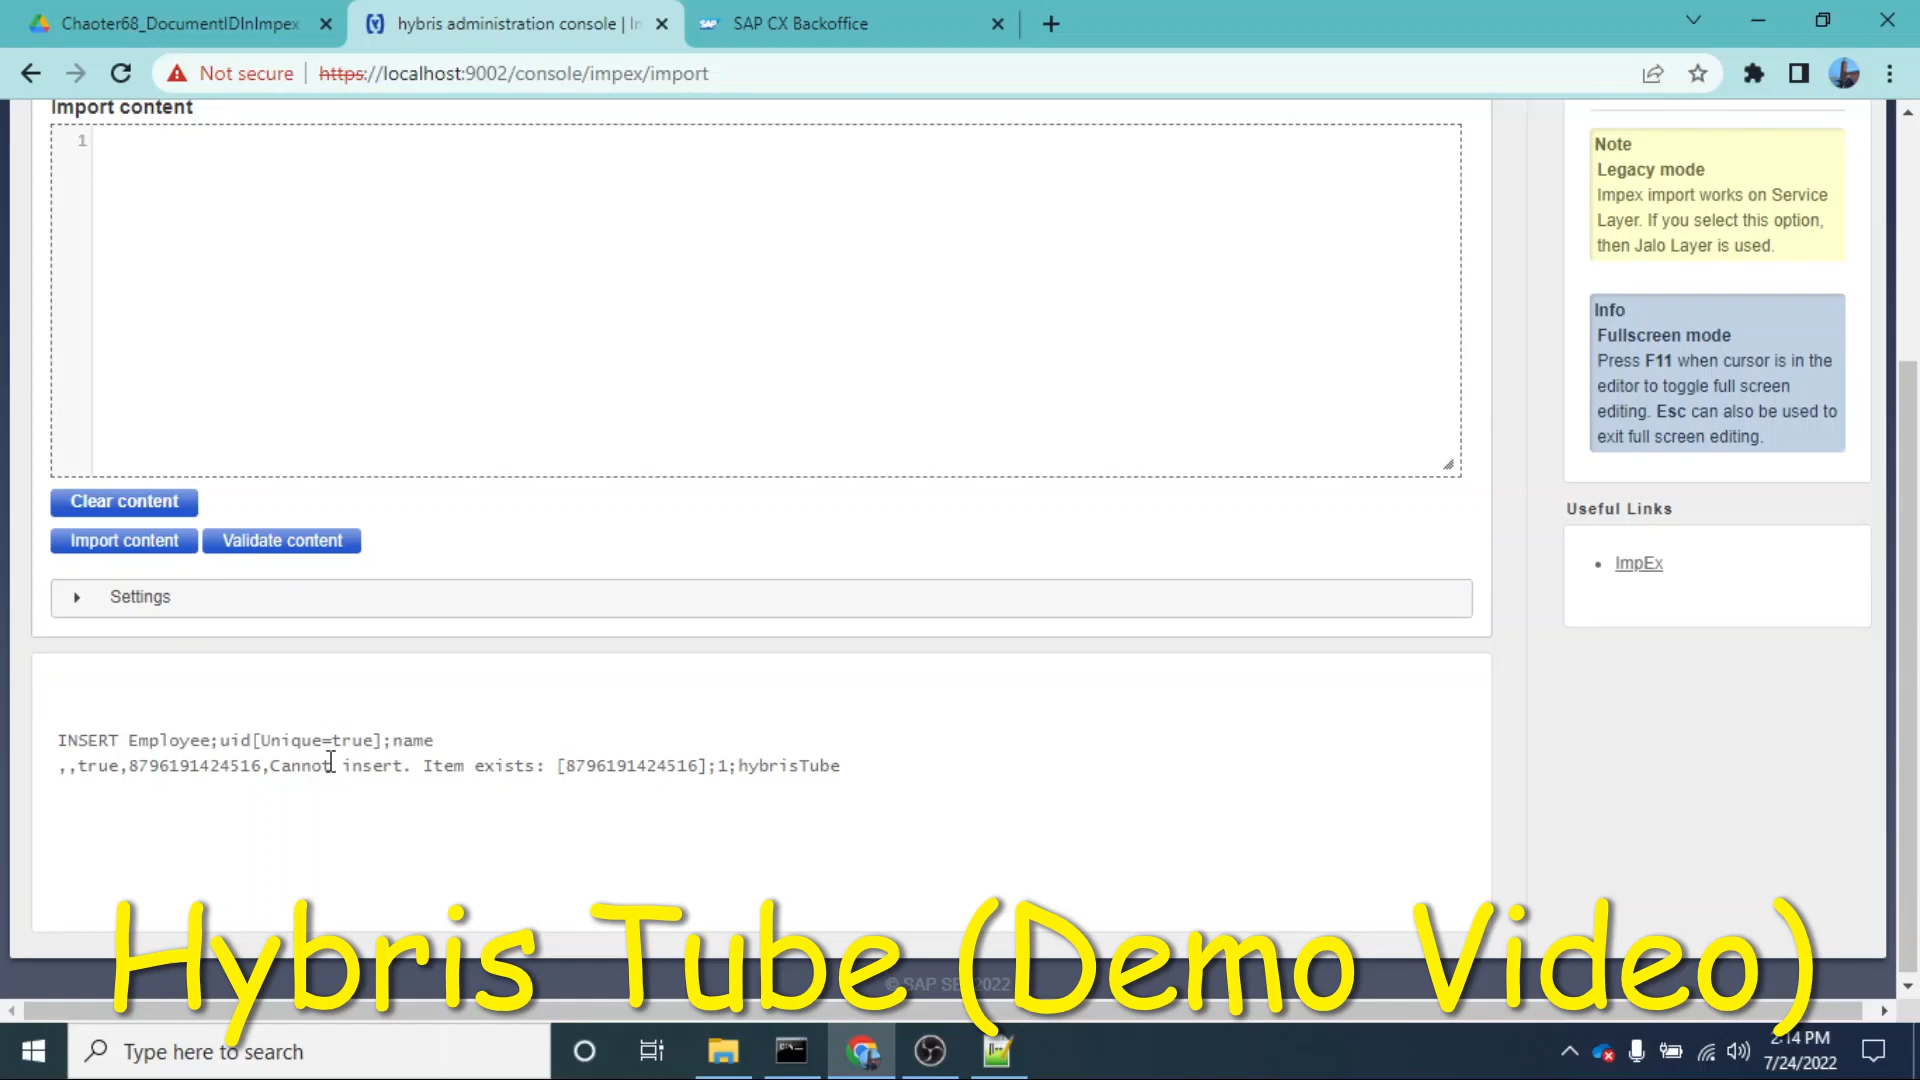 Chaoter68_DocumentIDInImpex
hybris administration console | In
SAP CX Backoffice
Not secure
https://localhost:9002/console/impex/import
Import content
1
Clear content
Import content
Validate content
Settings
INSERT Employee;uid[Unique=true];name
,,true,8796191424516,Cannot insert. Item exists: [8796191424516];1;hybrisTube
Note
Legacy mode
Impex import works on Service
Layer. If you select this option,
then Jalo Layer is used.
Info
Fullscreen mode
Press F11 when cursor is in the
editor to toggle full screen
editing. Esc can also be used to
exit full screen editing.
Useful Links
ImpEx
Hybris Tube (Demo Video)
© SAP SE, 2022
Type here to search
2:14 PM
7/24/2022